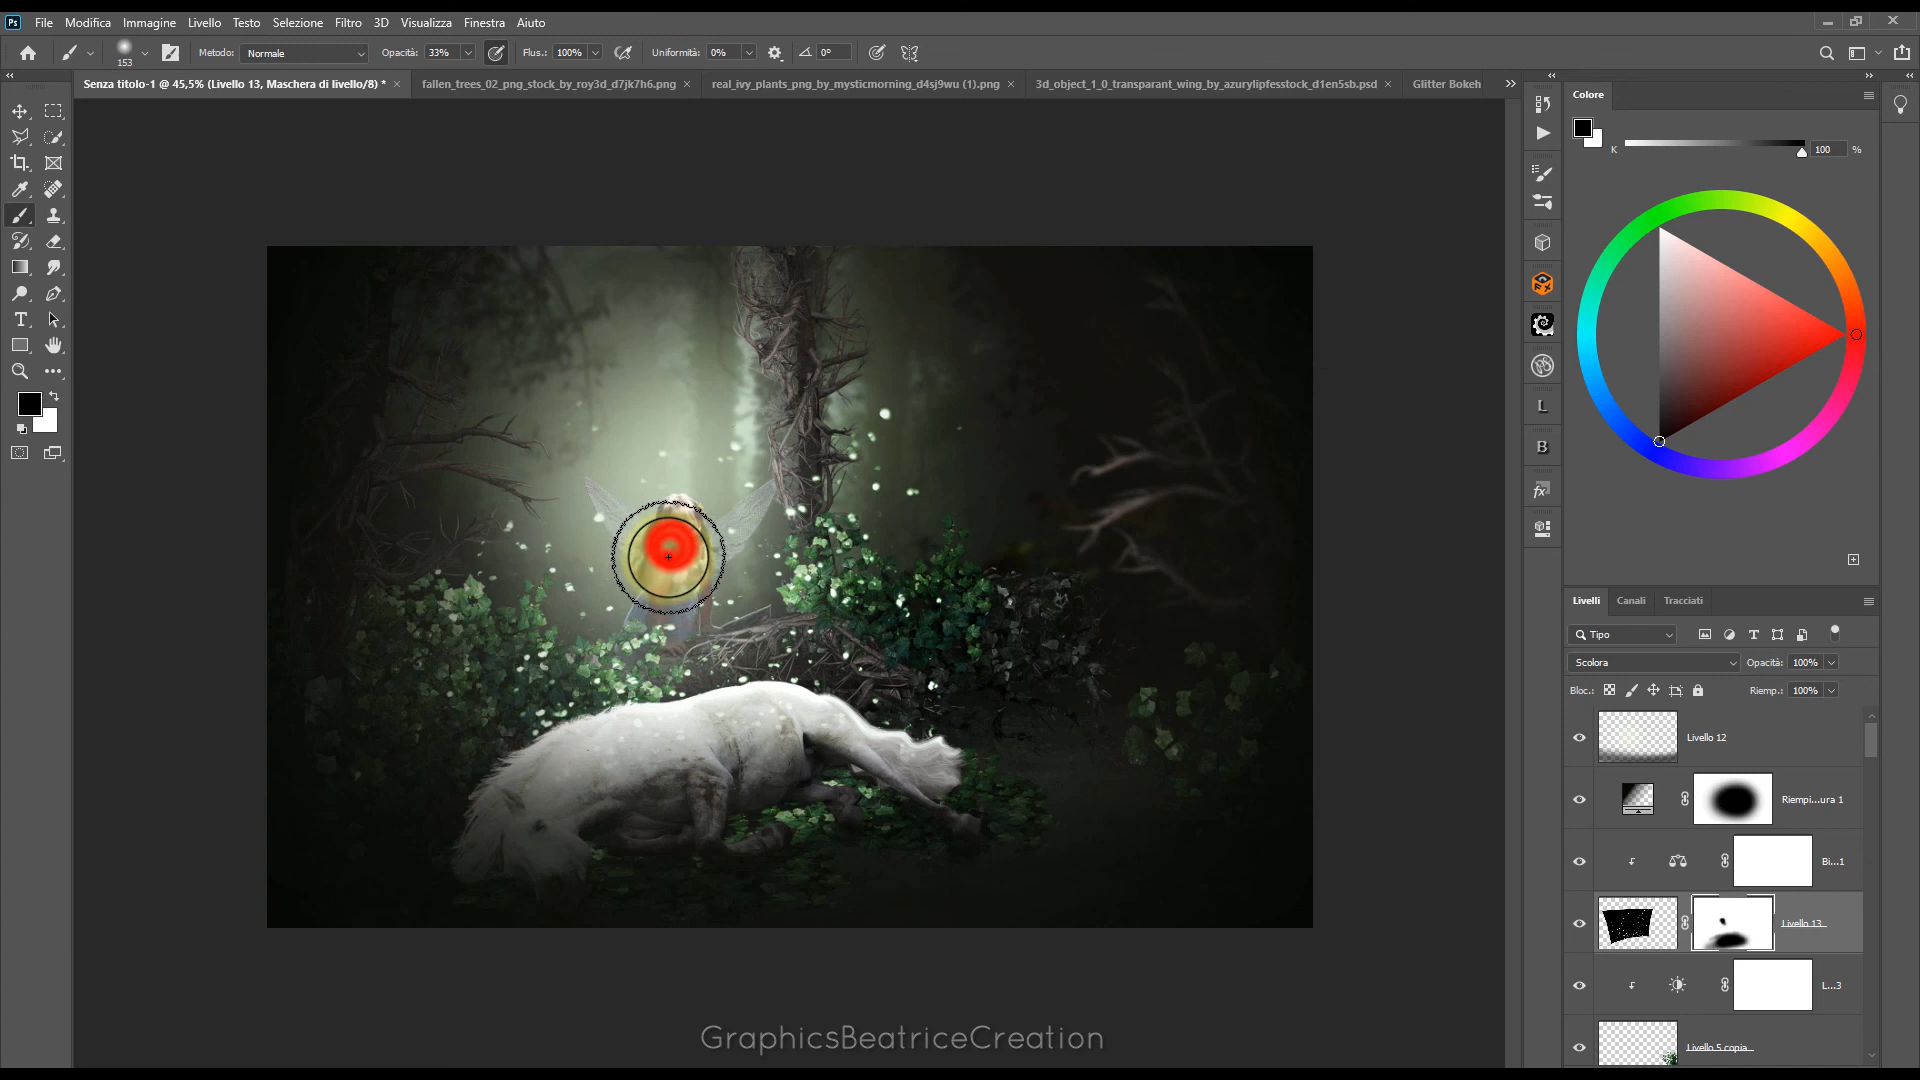 Ps File Modifica Immagine Livello Testo Selezione Filtro 3D Visualizza Finestra Aiuto
153 Metodo: Normale Opacità: 33% Flus.: 100% Uniformità: 0% 0°
Senza titolo-1 @ 45,5% (Livello 13, Maschera di livello/8) * × fallen_trees_02_png_stock_by_roy3d_d7jk7h6.png × real_ivy_plants_png_by_mysticmorning_d4sj9wu (1).png × 3d_object_1_0_transparant_wing_by_azurylipfesstock_d1en5sb.psd × Glitter Bokeh
Colore
K 100 %
L
B
fx
Livelli Canali Tracciati
Tipo
Scolora Opacità: 100%
Bloc.: Riemp.: 100%
Livello 12
Riempi...ura 1
Bi...1
Livello 13
L...3
Livello 5 copia
GraphicsBeatriceCreation